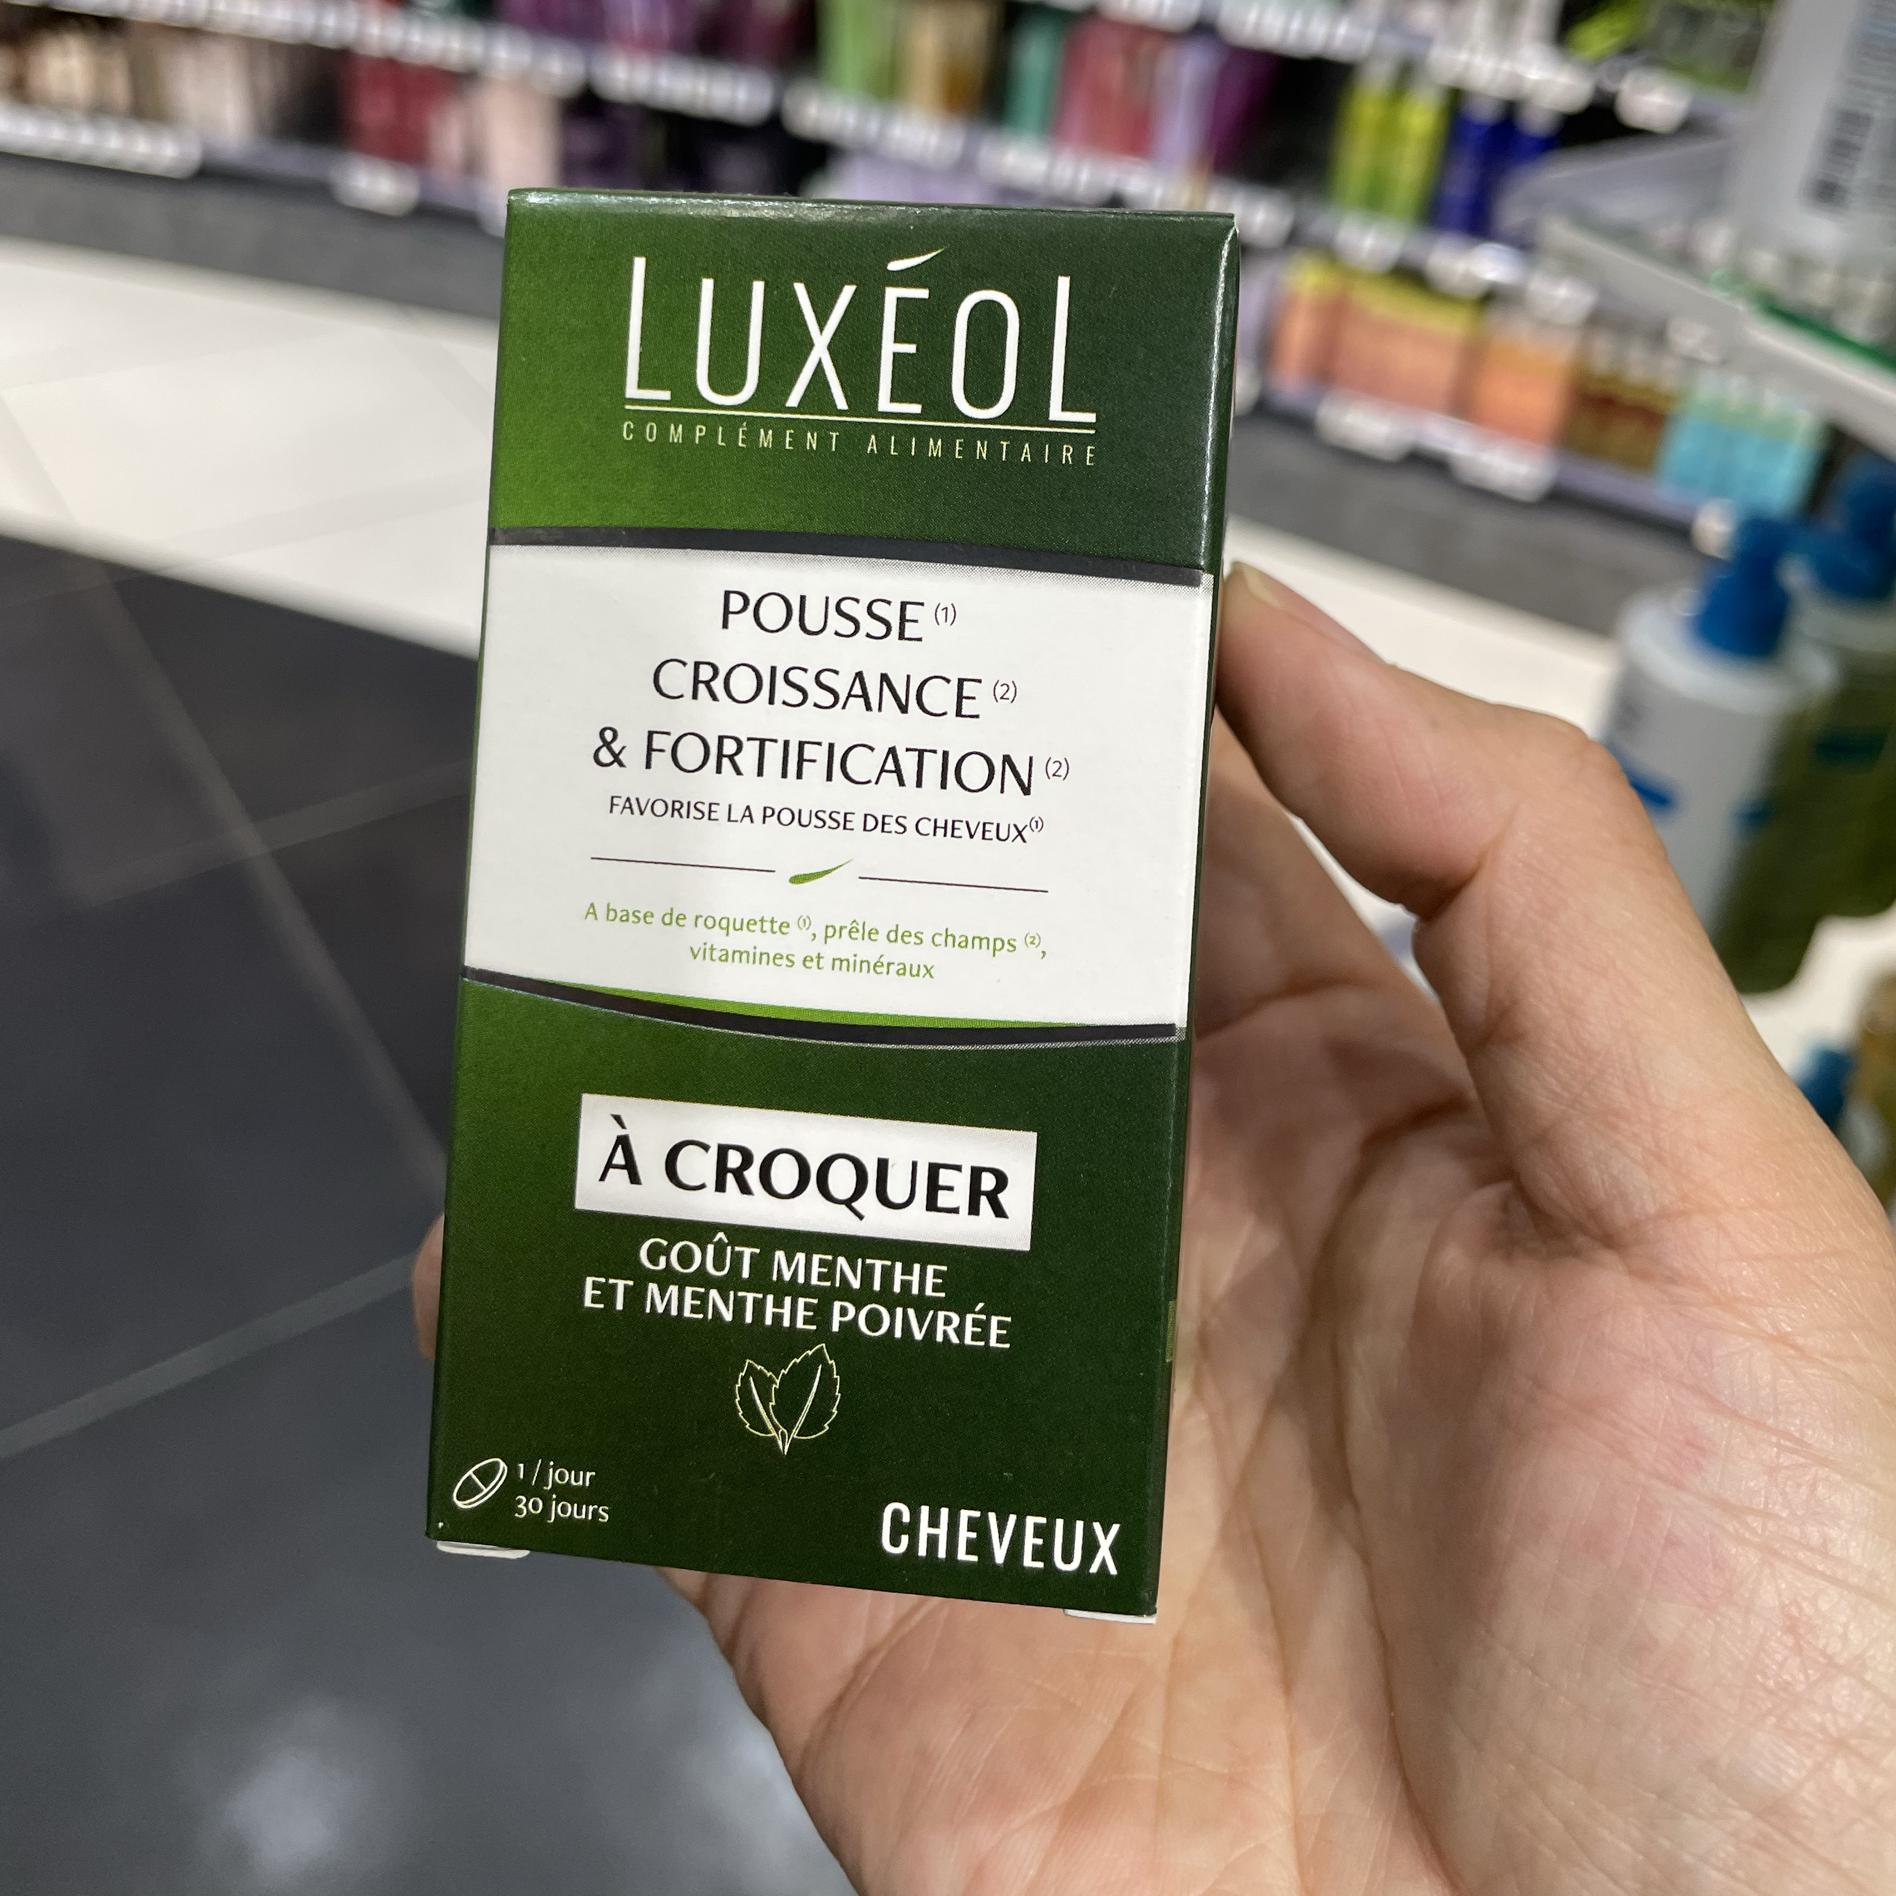 LUXÉOL
COMPLÉMENT ALIMENTAIRE
POUSSE (1)
CROISSANCE (2)
& FORTIFICATION (2)
FAVORISE LA POUSSE DES CHEVEUX(1)
A base de roquette (1), prêle des champs (2),
vitamines et minéraux
À CROQUER
GOÛT MENTHE
ET MENTHE POIVRÉE
1 / jour
30 jours
CHEVEUX